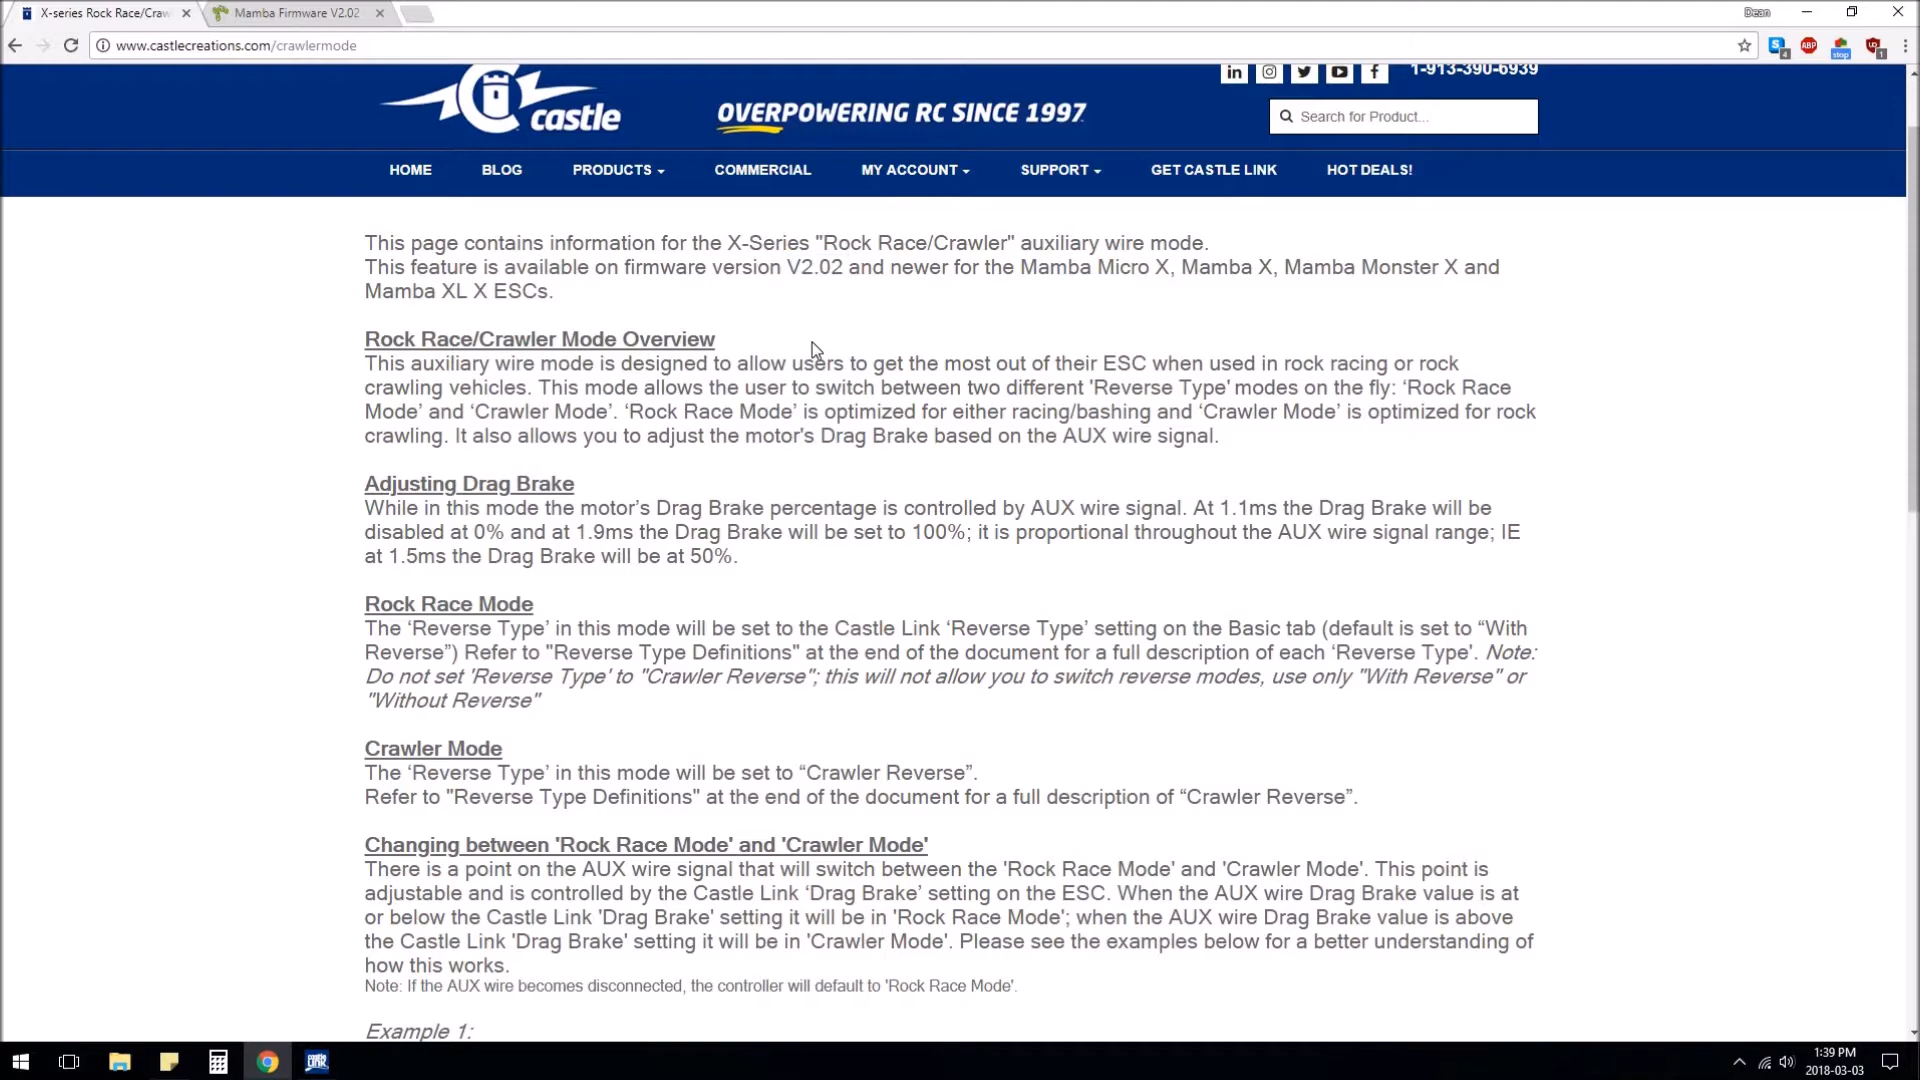 X-series Rock Race/Craw
Mamba Firmware V2.02
Dean
www.castlecreations.com/crawlermode
4
ABP
stop
1
1-913-390-6939
castle
OVERPOWERING RC SINCE 1997
Search for Product...
HOME BLOG PRODUCTS COMMERCIAL MY ACCOUNT SUPPORT GET CASTLE LINK HOT DEALS!
This page contains information for the X-Series "Rock Race/Crawler" auxiliary wire mode.
This feature is available on firmware version V2.02 and newer for the Mamba Micro X, Mamba X, Mamba Monster X and
Mamba XL X ESCs.
Rock Race/Crawler Mode Overview
This auxiliary wire mode is designed to allow users to get the most out of their ESC when used in rock racing or rock
crawling vehicles. This mode allows the user to switch between two different 'Reverse Type' modes on the fly: ‘Rock Race
Mode’ and ‘Crawler Mode’. ‘Rock Race Mode’ is optimized for either racing/bashing and ‘Crawler Mode’ is optimized for rock
crawling. It also allows you to adjust the motor's Drag Brake based on the AUX wire signal.
Adjusting Drag Brake
While in this mode the motor’s Drag Brake percentage is controlled by AUX wire signal. At 1.1ms the Drag Brake will be
disabled at 0% and at 1.9ms the Drag Brake will be set to 100%; it is proportional throughout the AUX wire signal range; IE
at 1.5ms the Drag Brake will be at 50%.
Rock Race Mode
The ‘Reverse Type’ in this mode will be set to the Castle Link ‘Reverse Type’ setting on the Basic tab (default is set to “With
Reverse”) Refer to "Reverse Type Definitions" at the end of the document for a full description of each ‘Reverse Type’. Note:
Do not set 'Reverse Type' to "Crawler Reverse"; this will not allow you to switch reverse modes, use only "With Reverse" or
"Without Reverse"
Crawler Mode
The ‘Reverse Type’ in this mode will be set to “Crawler Reverse”.
Refer to "Reverse Type Definitions" at the end of the document for a full description of “Crawler Reverse”.
Changing between 'Rock Race Mode' and 'Crawler Mode'
There is a point on the AUX wire signal that will switch between the 'Rock Race Mode' and 'Crawler Mode'. This point is
adjustable and is controlled by the Castle Link ‘Drag Brake’ setting on the ESC. When the AUX wire Drag Brake value is at
or below the Castle Link 'Drag Brake' setting it will be in 'Rock Race Mode'; when the AUX wire Drag Brake value is above
the Castle Link 'Drag Brake' setting it will be in 'Crawler Mode'. Please see the examples below for a better understanding of
how this works.
Note: If the AUX wire becomes disconnected, the controller will default to 'Rock Race Mode'.
Example 1:
castle
LINK
1:39 PM
2018-03-03